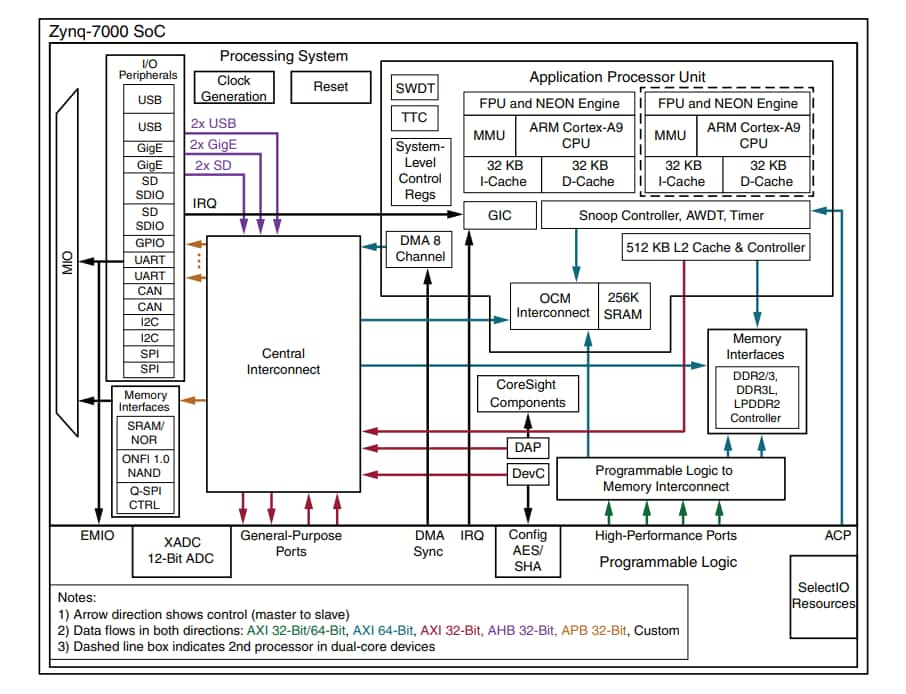 Zynq-7000 SoC
Processing System
I/O
Peripherals
USB
USB
GigE
GigE
SD
SDIO
SD
SDIO
GPIO
UART
UART
CAN
CAN
I2C
I2C
SPI
SPI
MIO
Clock
Generation
Reset
2x USB
2x GigE
2x SD
IRQ
SWDT
TTC
System-
Level
Control
Regs
Application Processor Unit
FPU and NEON Engine
MMU
ARM Cortex-A9
CPU
32 KB
I-Cache
32 KB
D-Cache
FPU and NEON Engine
MMU
ARM Cortex-A9
CPU
32 KB
I-Cache
32 KB
D-Cache
GIC
Snoop Controller, AWDT, Timer
DMA 8
Channel
512 KB L2 Cache & Controller
OCM
Interconnect
256K
SRAM
Central
Interconnect
Memory
Interfaces
DDR2/3,
DDR3L,
LPDDR2
Controller
Memory
Interfaces
SRAM/
NOR
ONFI 1.0
NAND
Q-SPI
CTRL
CoreSight
Components
DAP
DevC
Programmable Logic to
Memory Interconnect
EMIO
XADC
12-Bit ADC
General-Purpose
Ports
DMA
Sync
IRQ
Config
AES/
SHA
High-Performance Ports
ACP
Programmable Logic
SelectIO
Resources
Notes:
1) Arrow direction shows control (master to slave)
2) Data flows in both directions: AXI 32-Bit/64-Bit, AXI 64-Bit, AXI 32-Bit, AHB 32-Bit, APB 32-Bit, Custom
3) Dashed line box indicates 2nd processor in dual-core devices